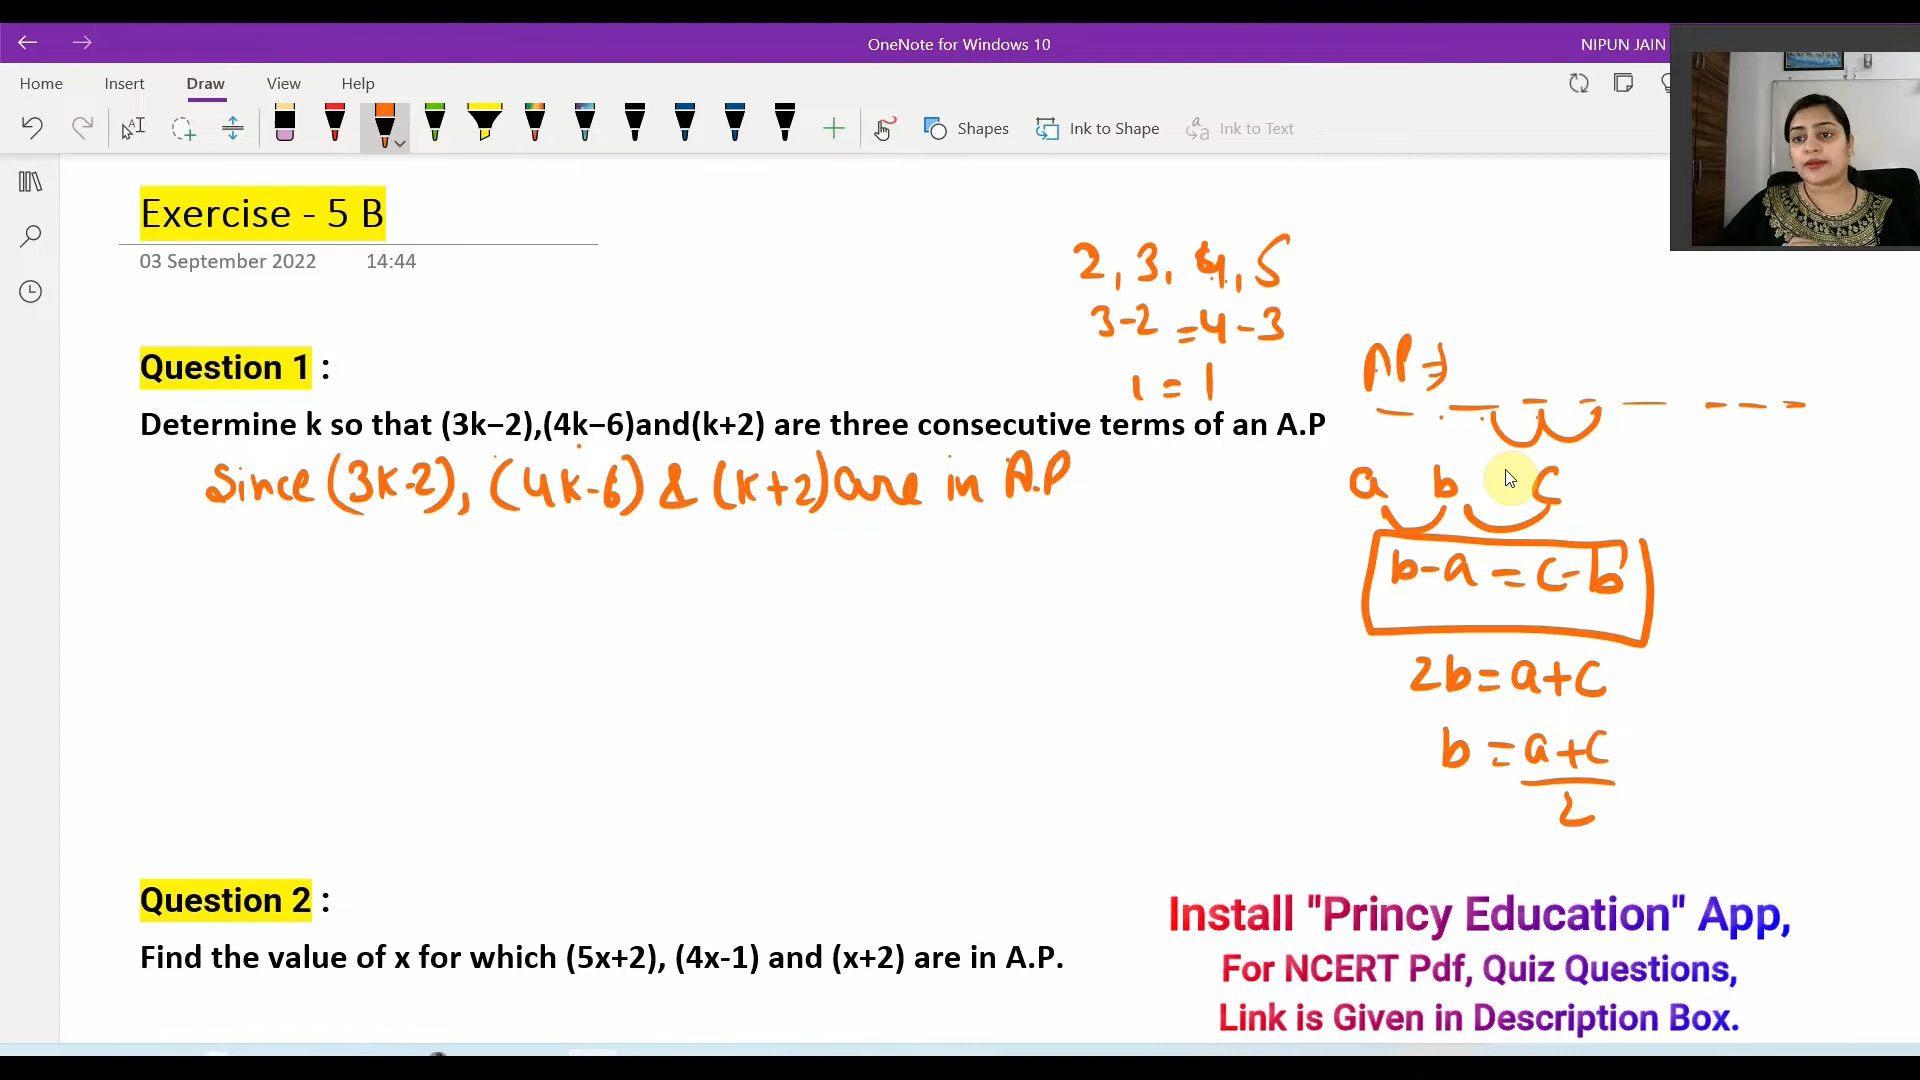 OneNote for Windows 10
NIPUN JAIN
Home Insert Draw View Help
Shapes Ink to Shape Ink to Text
Exercise - 5 B
03 September 2022 14:44
2, 3, 4, 5
3-2 = 4-3
1 = 1
Question 1 :
AP ⇒
Determine k so that (3k−2),(4k−6)and(k+2) are three consecutive terms of an A.P
Since (3k-2), (4k-6) & (k+2) are in A.P
a b c
b-a = c-b
2b = a+c
b = a+c
2
Question 2 :
Find the value of x for which (5x+2), (4x-1) and (x+2) are in A.P.
Install "Princy Education" App,
For NCERT Pdf, Quiz Questions,
Link is Given in Description Box.